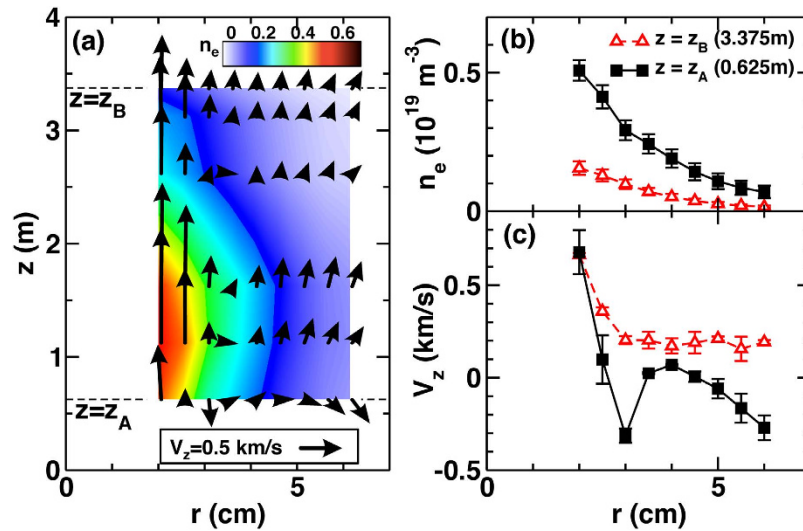 (a)
n_e 0 0.2 0.4 0.6
4
3
2
1
0
z=z_B
z=z_A
z (m)
V_z=0.5 km/s
0 5
r (cm)
(b)
z = z_B (3.375m)
z = z_A (0.625m)
0.5
0
n_e (10^19 m^-3)
(c)
0.5
0
-0.5
V_z (km/s)
0 5
r (cm)